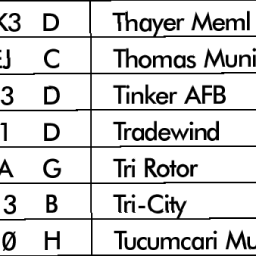 K3 D Thayer Meml
EJ C Thomas Muni
3 D Tinker AFB
1 D Tradewind
A G Tri Rotor
3 B Tri-City
Ø H Tucumcari Mu